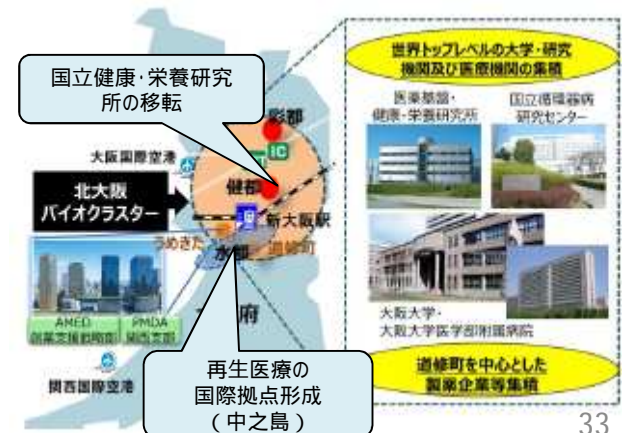 国立健康・栄養研究
所の移転
彩都
IC
大阪国際空港
健都
北大阪
バイオクラスター
新大阪駅
うめきた
道修町
AMED
創薬支援戦略部
PMDA
関西支部
府
関西国際空港
再生医療の
国際拠点形成
(中之島)
世界トップレベルの大学・研究
機関及び医療機関の集積
医薬基盤・
健康・栄養研究所
国立循環器病
研究センター
大阪大学・
大阪大学医学部附属病院
道修町を中心とした
製薬企業等集積
33